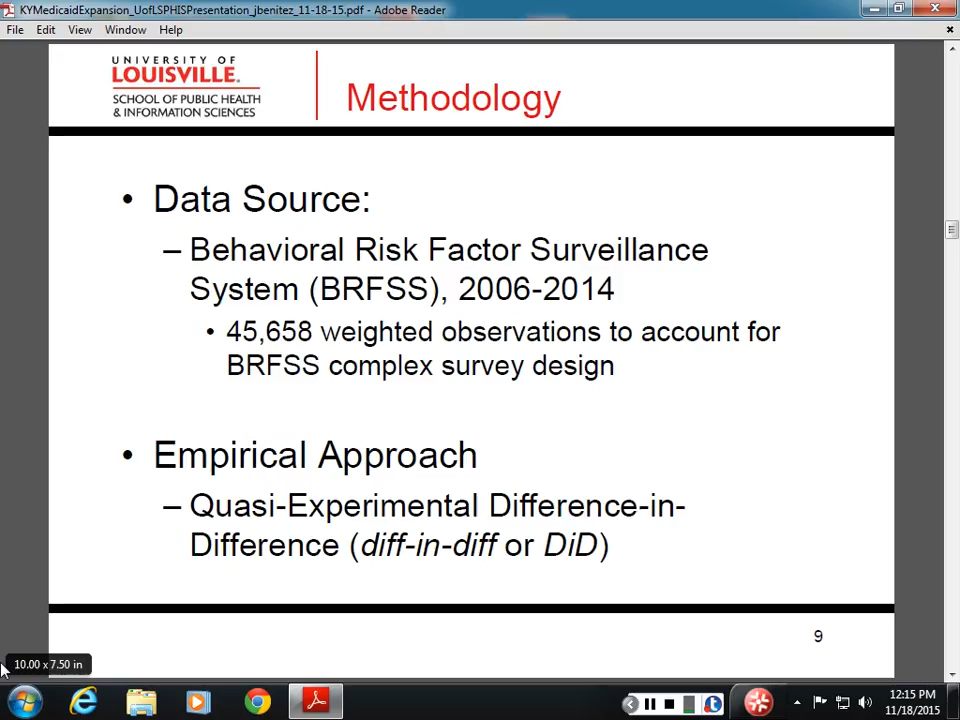 KYMedicaidExpansion_UofLSPHISPresentation_jbenitez_11-18-15.pdf - Adobe Reader
File Edit View Window Help
UNIVERSITY OF
LOUISVILLE.
SCHOOL OF PUBLIC HEALTH
& INFORMATION SCIENCES
Methodology
• Data Source:
– Behavioral Risk Factor Surveillance
System (BRFSS), 2006-2014
• 45,658 weighted observations to account for
BRFSS complex survey design
• Empirical Approach
– Quasi-Experimental Difference-in-
Difference (diff-in-diff or DiD)
9
10.00 x 7.50 in
12:15 PM
11/18/2015